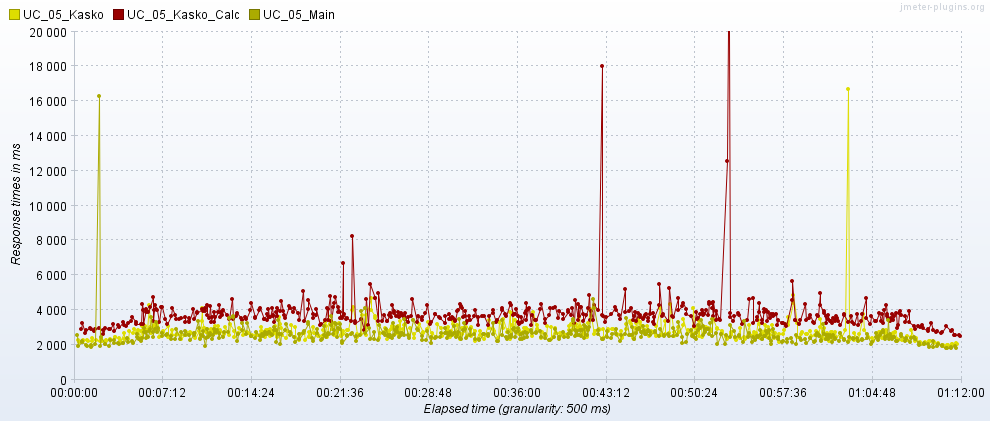 UC_05_Kasko UC_05_Kasko_Calc UC_05_Main
jmeter-plugins.org
20 000
18 000
16 000
14 000
12 000
10 000
8 000
6 000
4 000
2 000
0
Response times in ms
00:00:00 00:07:12 00:14:24 00:21:36 00:28:48 00:36:00 00:43:12 00:50:24 00:57:36 01:04:48 01:12:00
Elapsed time (granularity: 500 ms)